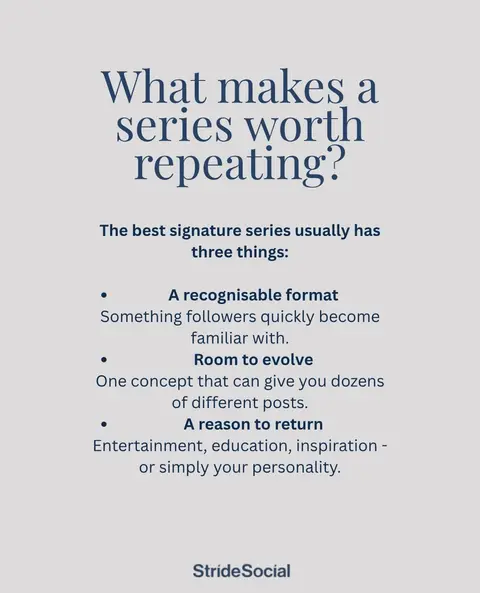 What makes a
series worth
repeating?
The best signature series usually has
three things:
• A recognisable format
Something followers quickly become
familiar with.
• Room to evolve
One concept that can give you dozens
of different posts.
• A reason to return
Entertainment, education, inspiration -
or simply your personality.
StrideSocial